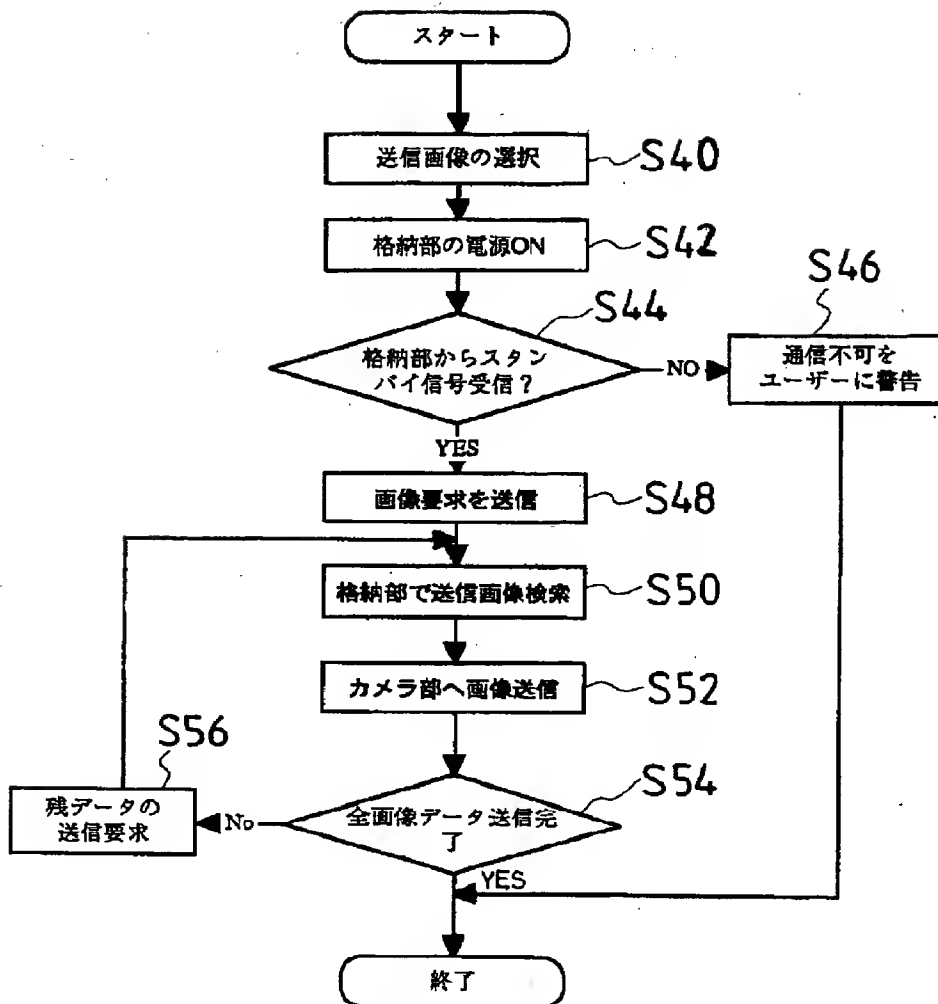 スタート
送信画像の選択
S40
格納部の電源ON
S42
S44
格納部からスタン
バイ信号受信？
NO
S46
通信不可を
ユーザーに警告
YES
画像要求を送信
S48
格納部で送信画像検索
S50
カメラ部へ画像送信
S52
S54
全画像データ送信完
了
No
S56
残データの
送信要求
YES
終了